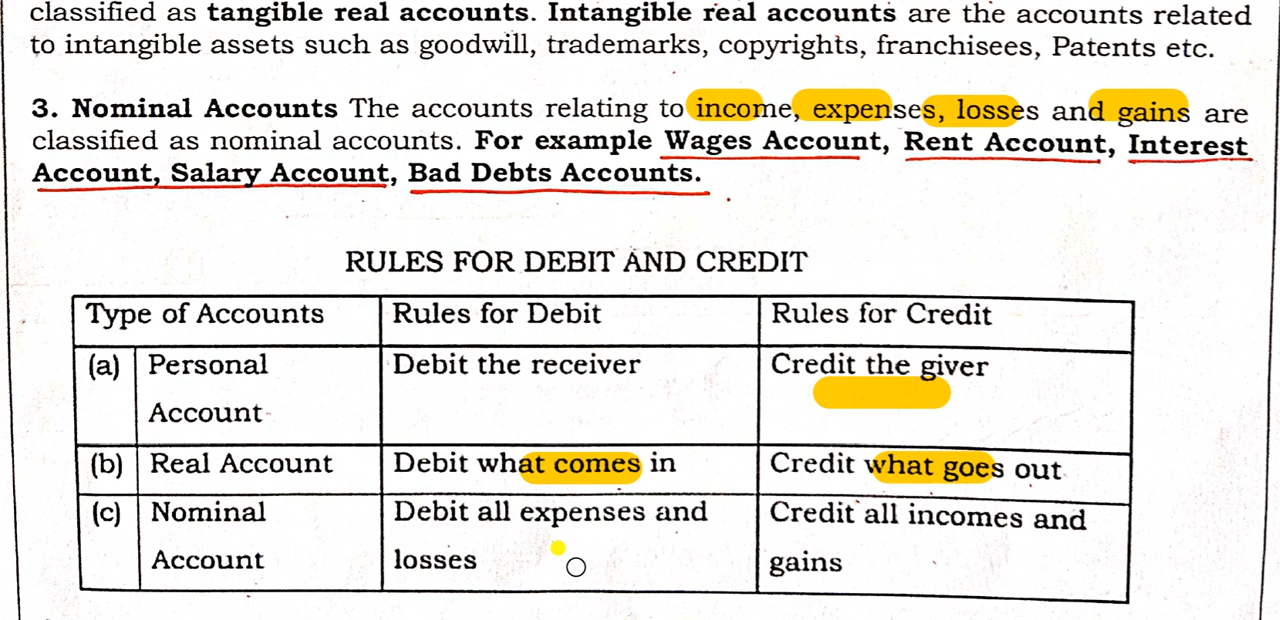 classified as tangible real accounts. Intangible real accounts are the accounts related
to intangible assets such as goodwill, trademarks, copyrights, franchisees, Patents etc.
3. Nominal Accounts The accounts relating to income, expenses, losses and gains are
classified as nominal accounts. For example Wages Account, Rent Account, Interest
Account, Salary Account, Bad Debts Accounts.
RULES FOR DEBIT AND CREDIT
Type of Accounts Rules for Debit Rules for Credit
(a) Personal Debit the receiver Credit the giver
Account
(b) Real Account Debit what comes in Credit what goes out
(c) Nominal Debit all expenses and Credit all incomes and
Account losses gains